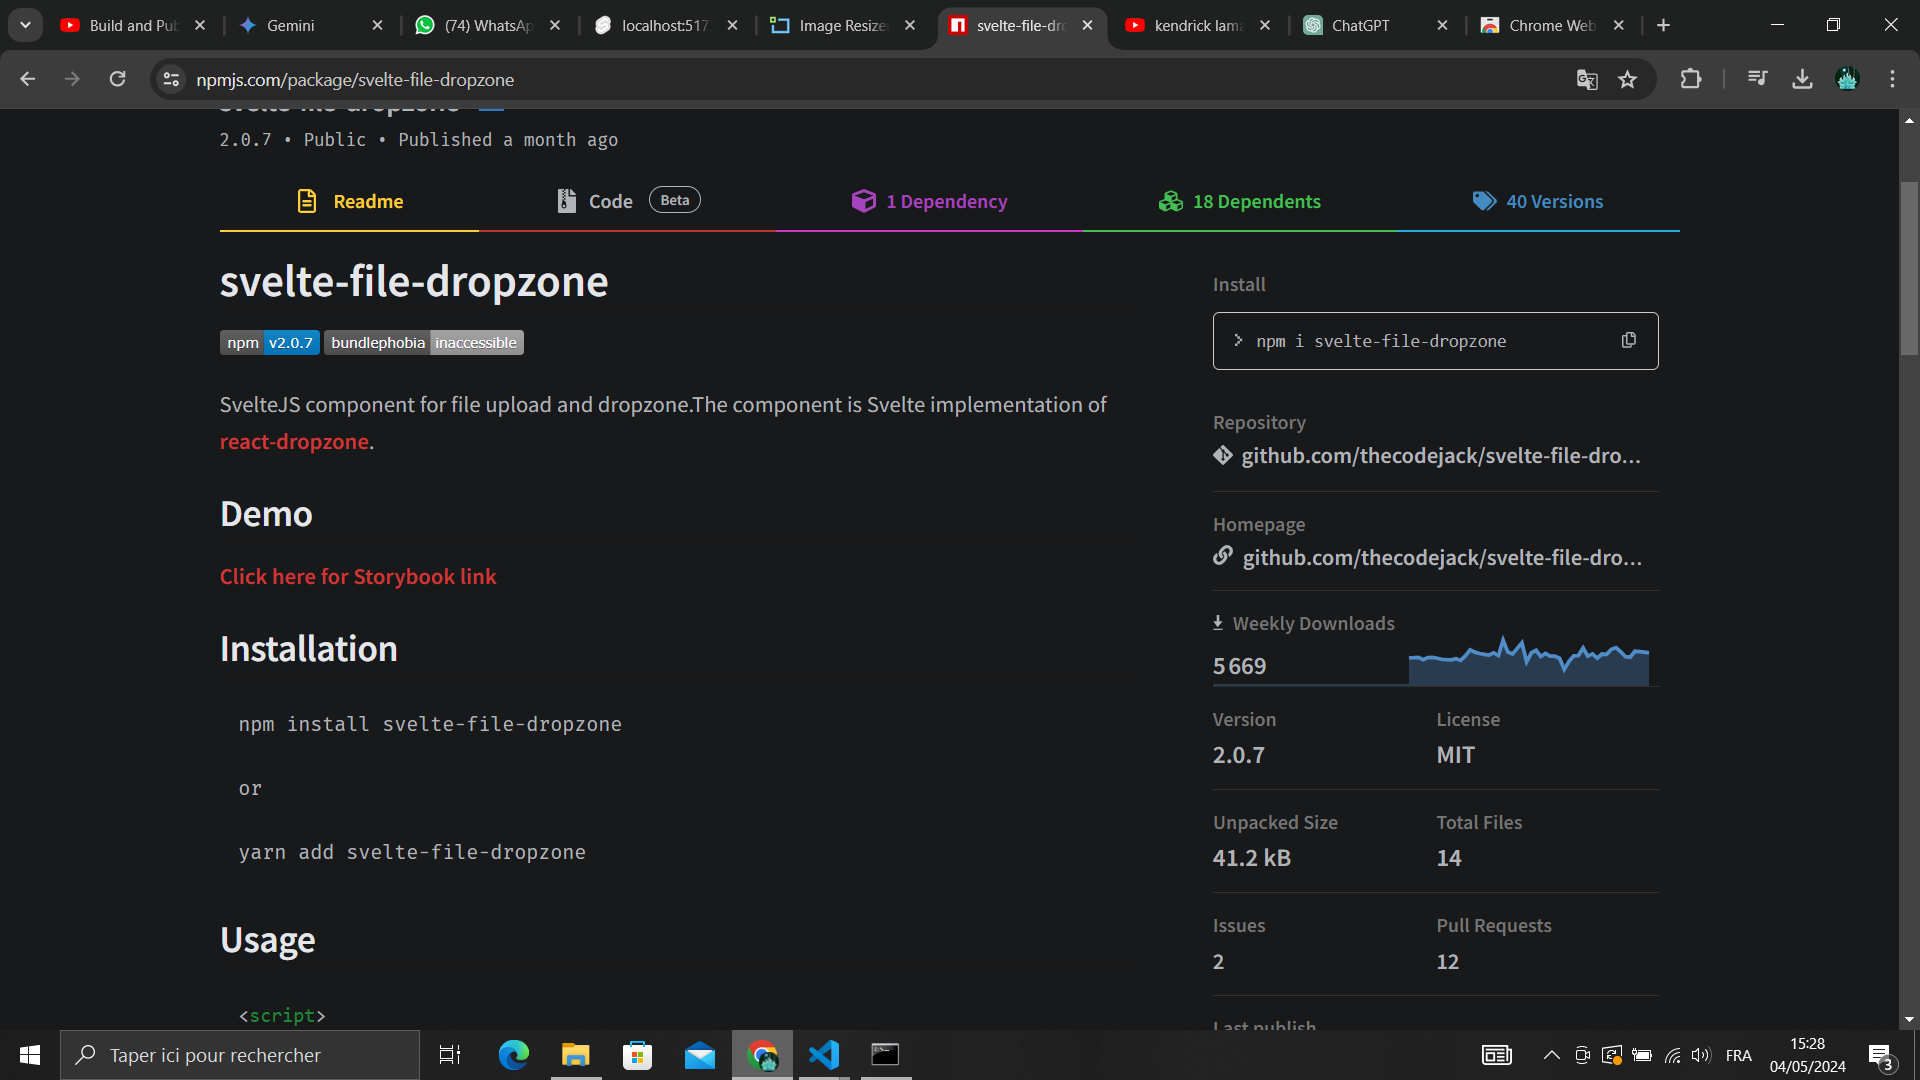 Build and Pub
Gemini
(74) WhatsAp
localhost:517
Image Resizer
svelte-file-dro
kendrick lama
ChatGPT
Chrome Web
npmjs.com/package/svelte-file-dropzone
svelte-file-dropzone
2.0.7 • Public • Published a month ago
Readme
Code Beta
1 Dependency
18 Dependents
40 Versions
svelte-file-dropzone
npm v2.0.7 bundlephobia inaccessible
SvelteJS component for file upload and dropzone.The component is Svelte implementation of
react-dropzone.
Demo
Click here for Storybook link
Installation
npm install svelte-file-dropzone
or
yarn add svelte-file-dropzone
Usage
<script>
Install
npm i svelte-file-dropzone
Repository
github.com/thecodejack/svelte-file-dro...
Homepage
github.com/thecodejack/svelte-file-dro...
Weekly Downloads
5 669
Version License
2.0.7 MIT
Unpacked Size Total Files
41.2 kB 14
Issues Pull Requests
2 12
Last publish
Taper ici pour rechercher
FRA
15:28
04/05/2024
3